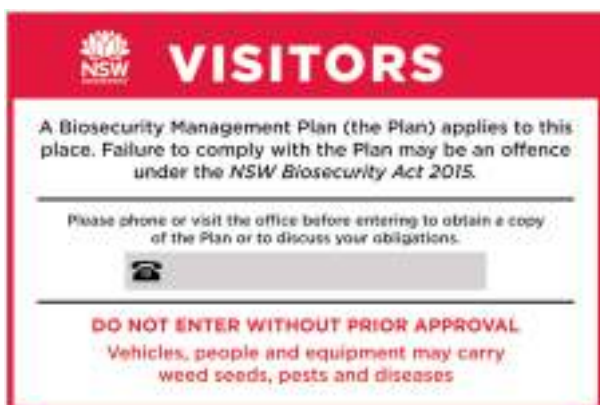 NSW
VISITORS
A Biosecurity Management Plan (the Plan) applies to this
place. Failure to comply with the Plan may be an offence
under the NSW Biosecurity Act 2015.
Please phone or visit the office before entering to obtain a copy
of the Plan or to discuss your obligations.
DO NOT ENTER WITHOUT PRIOR APPROVAL
Vehicles, people and equipment may carry
weed seeds, pests and diseases